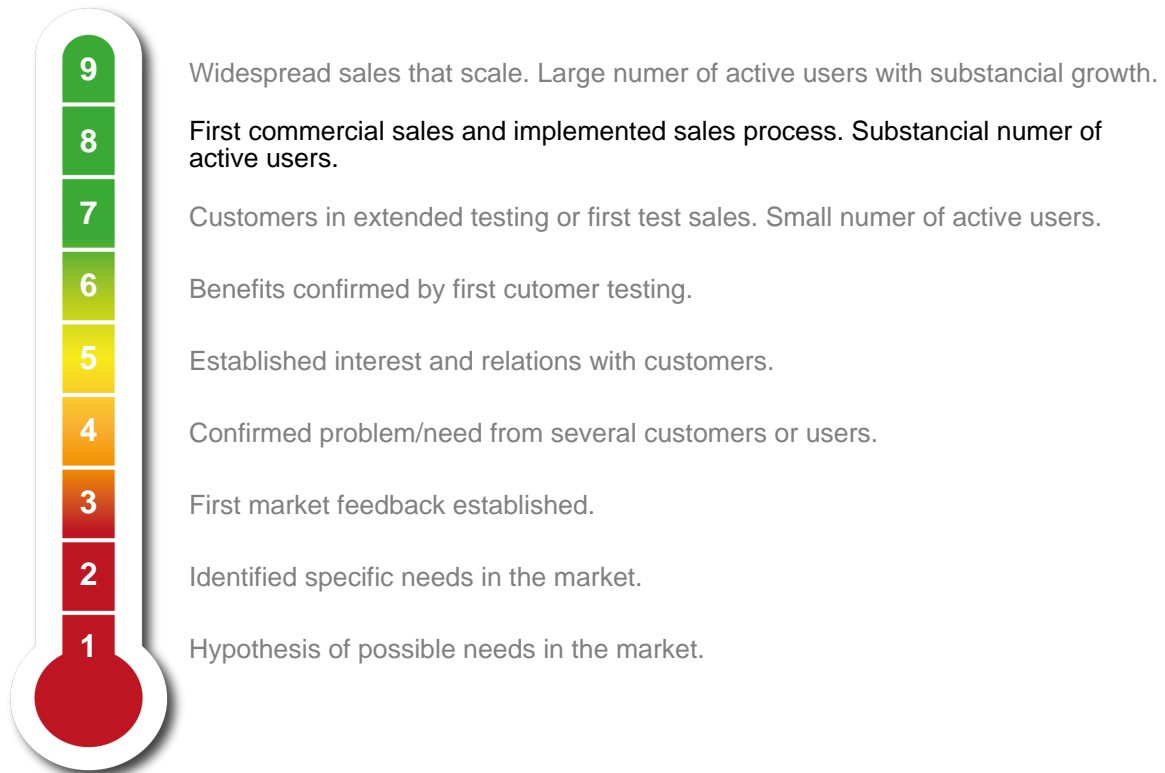 9
Widespread sales that scale. Large numer of active users with substancial growth.
8
First commercial sales and implemented sales process. Substancial numer of
active users.
7
Customers in extended testing or first test sales. Small numer of active users.
6
Benefits confirmed by first cutomer testing.
5
Established interest and relations with customers.
4
Confirmed problem/need from several customers or users.
3
First market feedback established.
2
Identified specific needs in the market.
1
Hypothesis of possible needs in the market.